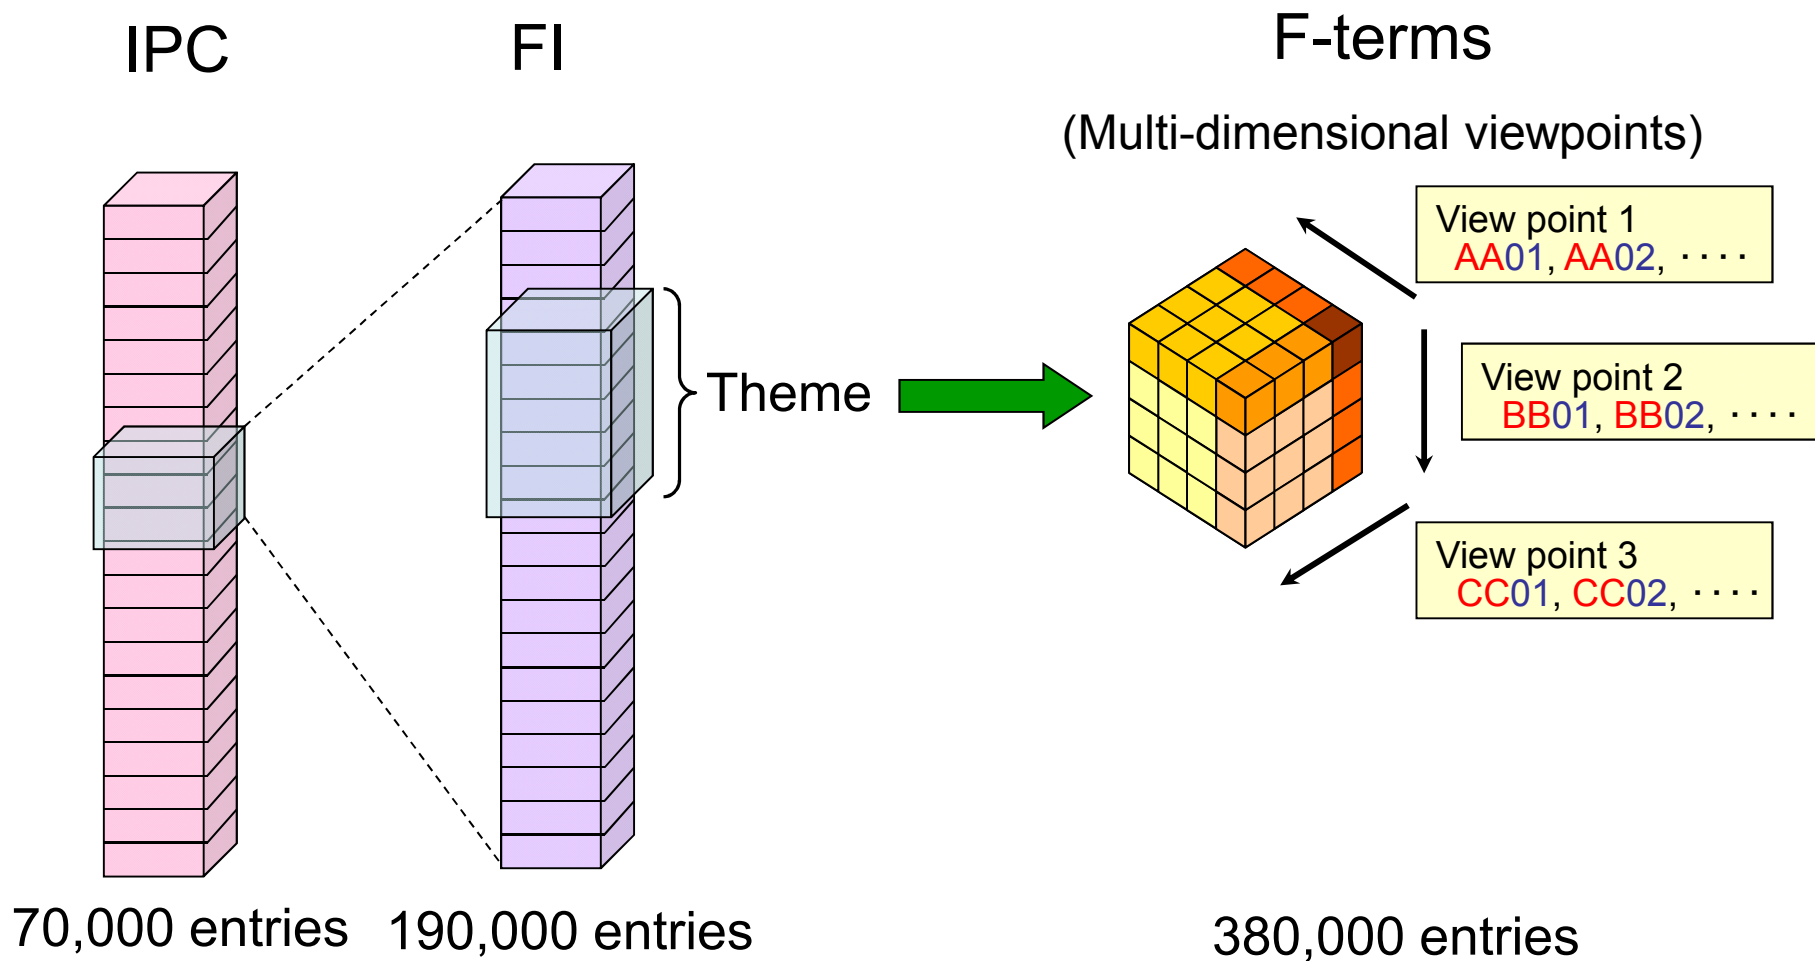 IPC
FI
F-terms
(Multi-dimensional viewpoints)
View point 1
AA01, AA02, ····
Theme
View point 2
BB01, BB02, ····
View point 3
CC01, CC02, ····
70,000 entries
190,000 entries
380,000 entries